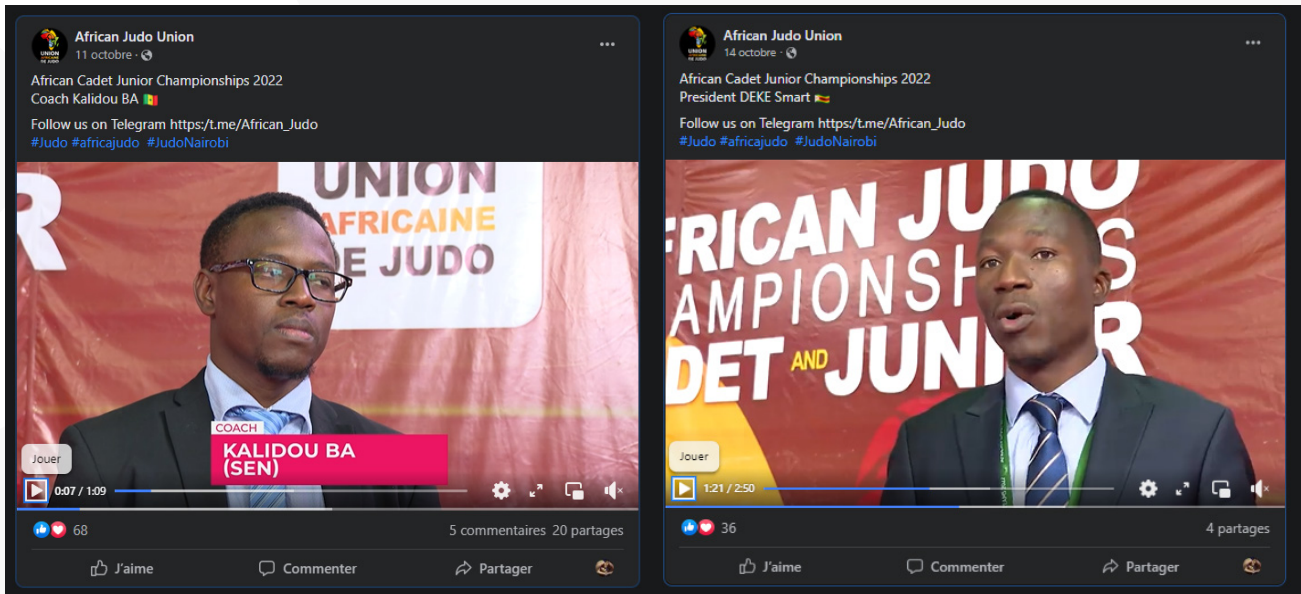 African Judo Union
11 octobre ·
African Cadet Junior Championships 2022
Coach Kalidou BA
Follow us on Telegram https:/t.me/African_Judo
#Judo #africajudo #JudoNairobi
R
UNION
AFRICAINE
DE JUDO
COACH
KALIDOU BA
(SEN)
Jouer
0:07 / 1:09
68
5 commentaires 20 partages
J'aime
Commenter
Partager
African Judo Union
14 octobre ·
African Cadet Junior Championships 2022
President DEKE Smart
Follow us on Telegram https:/t.me/African_Judo
#Judo #africajudo #JudoNairobi
FRICAN JUDO
AMPIONSHIPS
DET AND JUNIOR
Jouer
1:21 / 2:50
36
4 partages
J'aime
Commenter
Partager